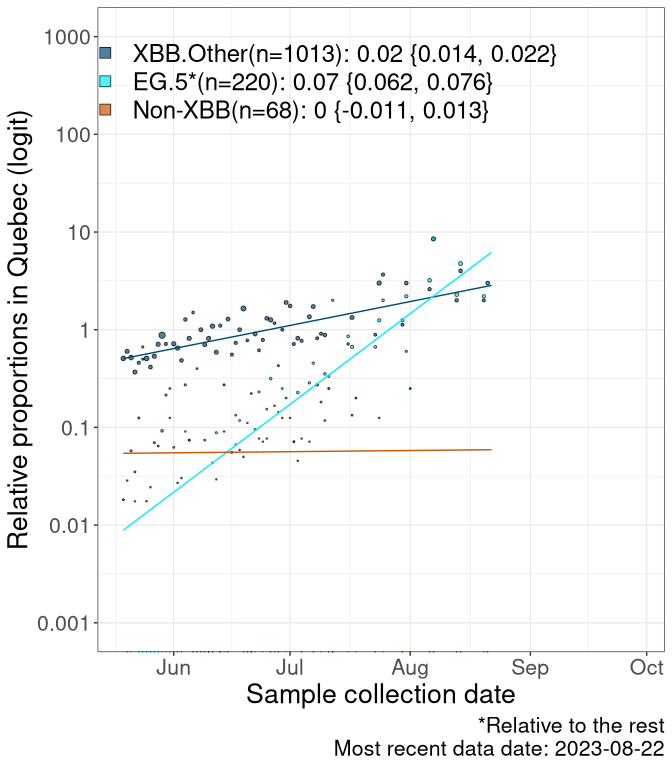 1000
100
10
1
0.1
0.01
0.001
Relative proportions in Quebec (logit)
XBB.Other(n=1013): 0.02 {0.014, 0.022}
EG.5*(n=220): 0.07 {0.062, 0.076}
Non-XBB(n=68): 0 {-0.011, 0.013}
Jun Jul Aug Sep Oct
Sample collection date
*Relative to the rest
Most recent data date: 2023-08-22